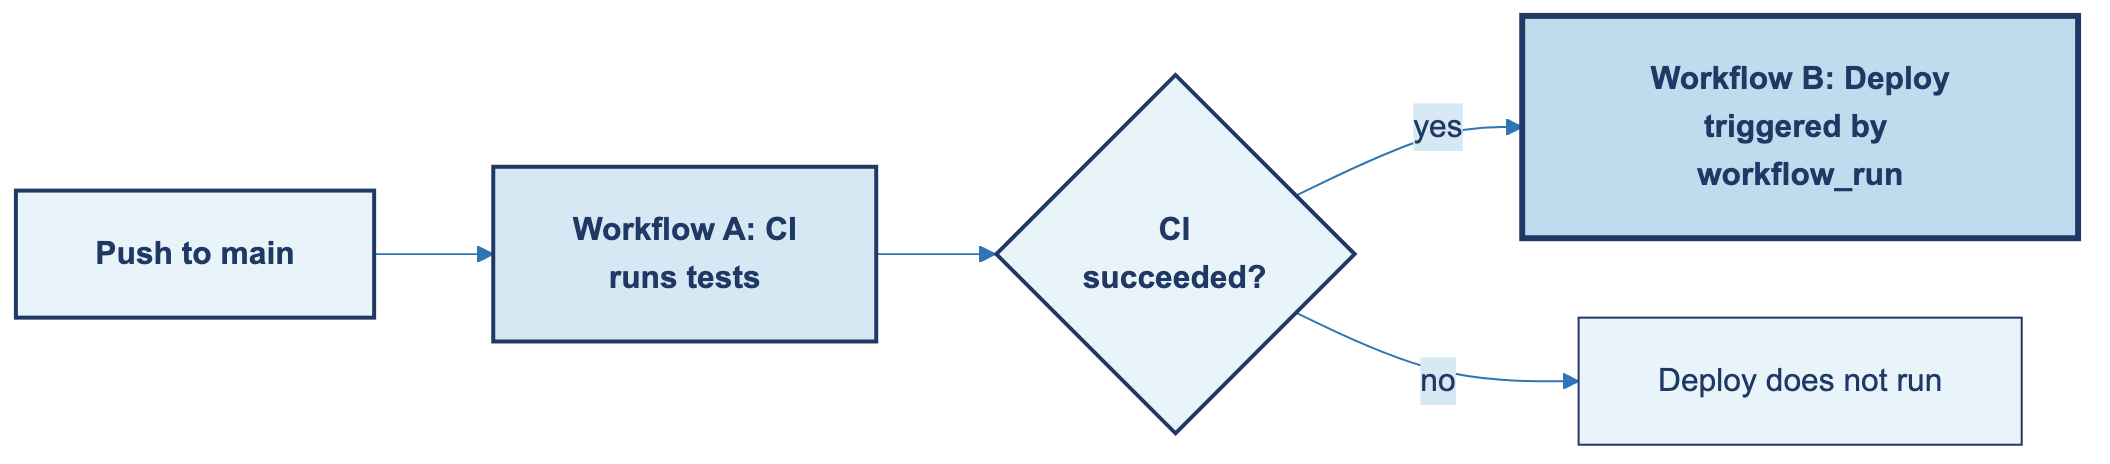 Push to main
Workflow A: CI
runs tests
CI
succeeded?
yes
Workflow B: Deploy
triggered by
workflow_run
no
Deploy does not run